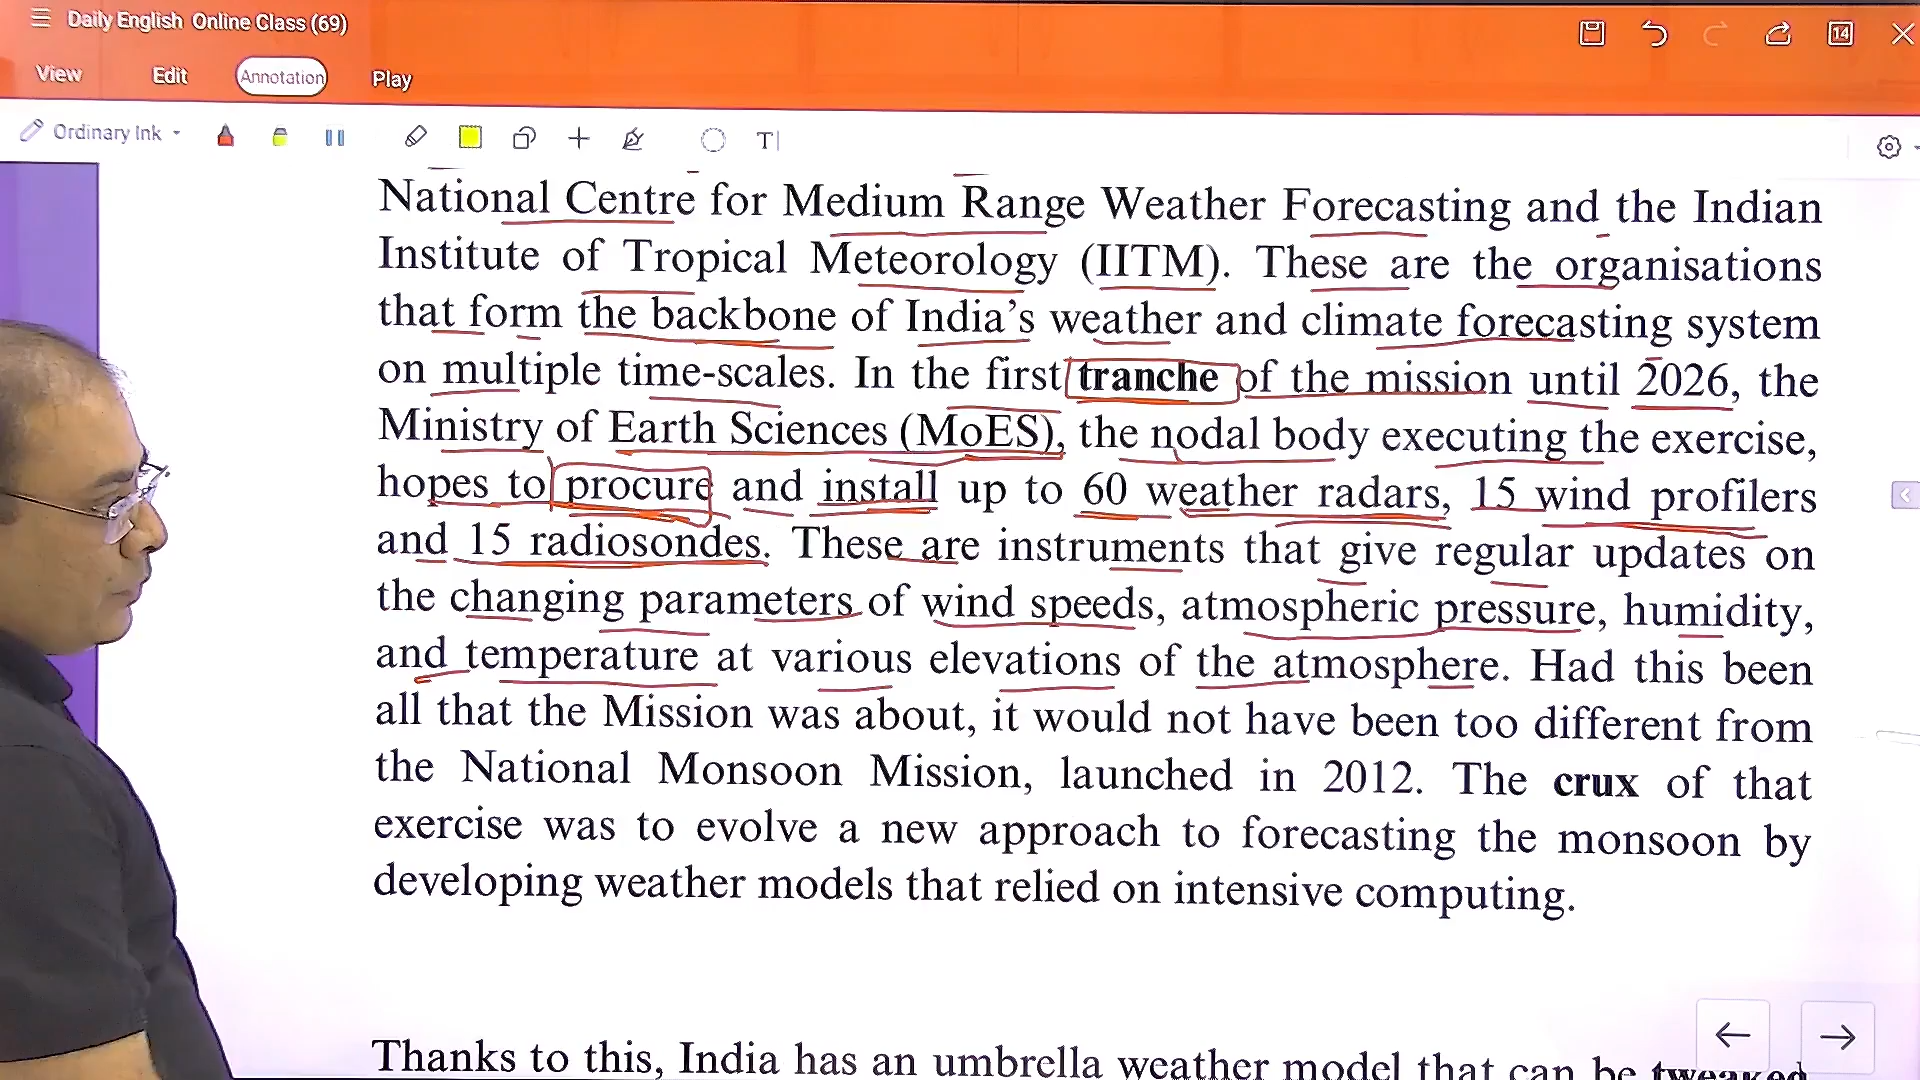 Daily English Online Class (69)
14
View Edit Annotation Play
Ordinary Ink
T|
National Centre for Medium Range Weather Forecasting and the Indian
Institute of Tropical Meteorology (IITM). These are the organisations
that form the backbone of India's weather and climate forecasting system
on multiple time-scales. In the first tranche of the mission until 2026, the
Ministry of Earth Sciences (MoES), the nodal body executing the exercise,
hopes to procure and install up to 60 weather radars, 15 wind profilers
and 15 radiosondes. These are instruments that give regular updates on
the changing parameters of wind speeds, atmospheric pressure, humidity,
and temperature at various elevations of the atmosphere. Had this been
all that the Mission was about, it would not have been too different from
the National Monsoon Mission, launched in 2012. The crux of that
exercise was to evolve a new approach to forecasting the monsoon by
developing weather models that relied on intensive computing.
Thanks to this, India has an umbrella weather model that can be tweaked